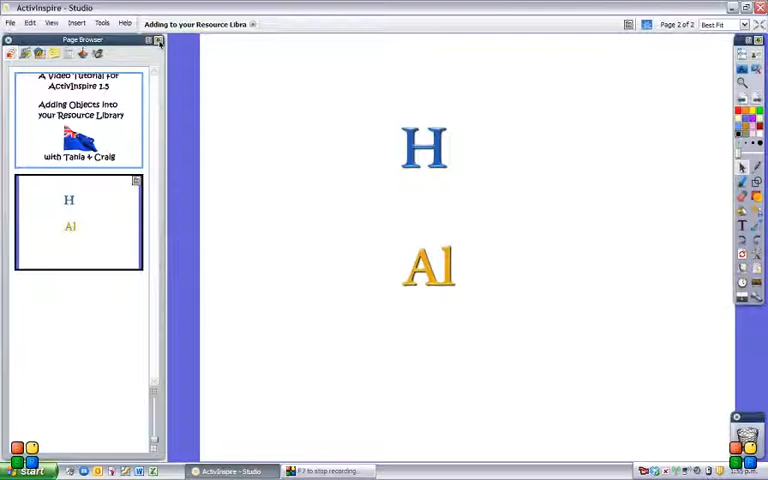 ActivInspire - Studio
File Edit View Insert Tools Help
Adding to your Resource Libra
Page 2 of 2
Best Fit
Page Browser
A Video Tutorial for
ActivInspire 1.5
Adding Objects into
your Resource Library
with Tania & Craig
H
Al
H
Al
Start
ActivInspire - Studio
F7 to stop recording...